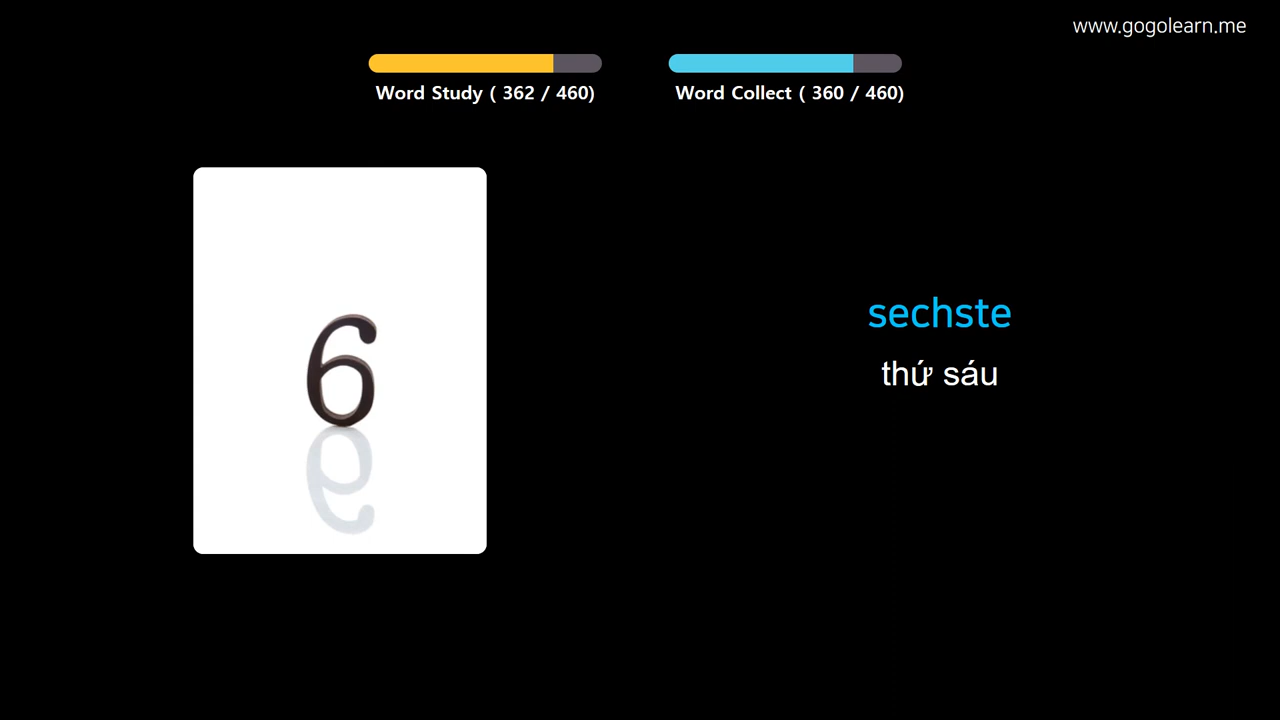 www.gogolearn.me
Word Study ( 362 / 460)
Word Collect ( 360 / 460)
6
sechste
thứ sáu